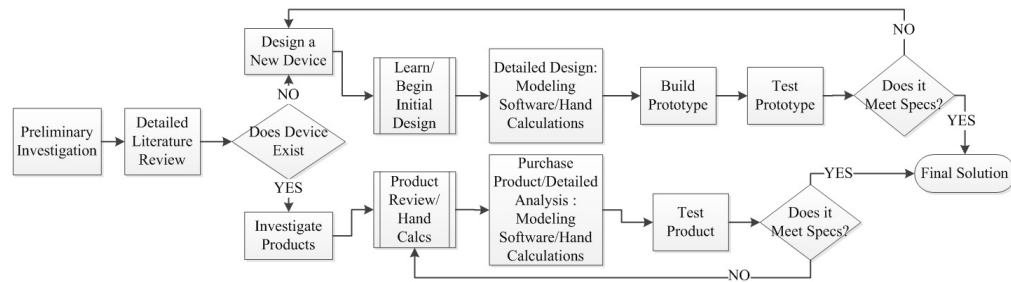 NO
Design a
New Device
Learn/
Begin
Initial
Design
Detailed Design:
Modeling
Software/Hand
Calculations
Build
Prototype
Test
Prototype
Does it
Meet Specs?
NO
YES
Preliminary
Investigation
Detailed
Literature
Review
Does Device
Exist
YES
Final Solution
Investigate
Products
Product
Review/
Hand
Calcs
Purchase
Product/Detailed
Analysis :
Modeling
Software/Hand
Calculations
Test
Product
Does it
Meet Specs?
YES
NO